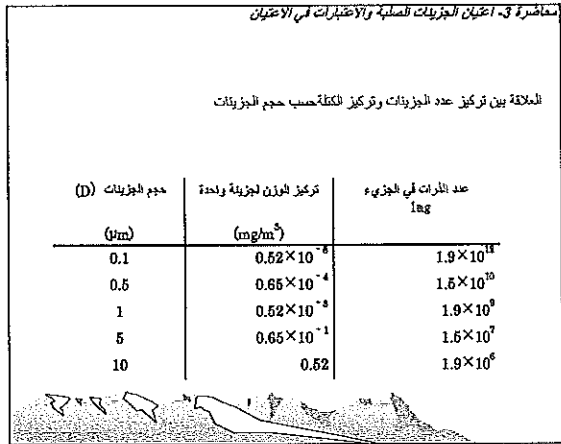 محاضرة 3- اعتيان الجزيئات الصلبة والاعتبارات في الاعتيان
العلاقة بين تركيز عدد الجزيئات وتركيز الكتلة حسب حجم الجزيئات
حجم الجزيئات (D) تركيز الوزن لجزيئة واحدة عدد الذرات في الجزيء
1ng
(μm) (mg/m³)
0.1 0.52×10⁻⁶ 1.9×10¹²
0.5 0.65×10⁻⁴ 1.5×10¹⁰
1 0.52×10⁻³ 1.9×10⁹
5 0.65×10⁻¹ 1.5×10⁷
10 0.52 1.9×10⁶